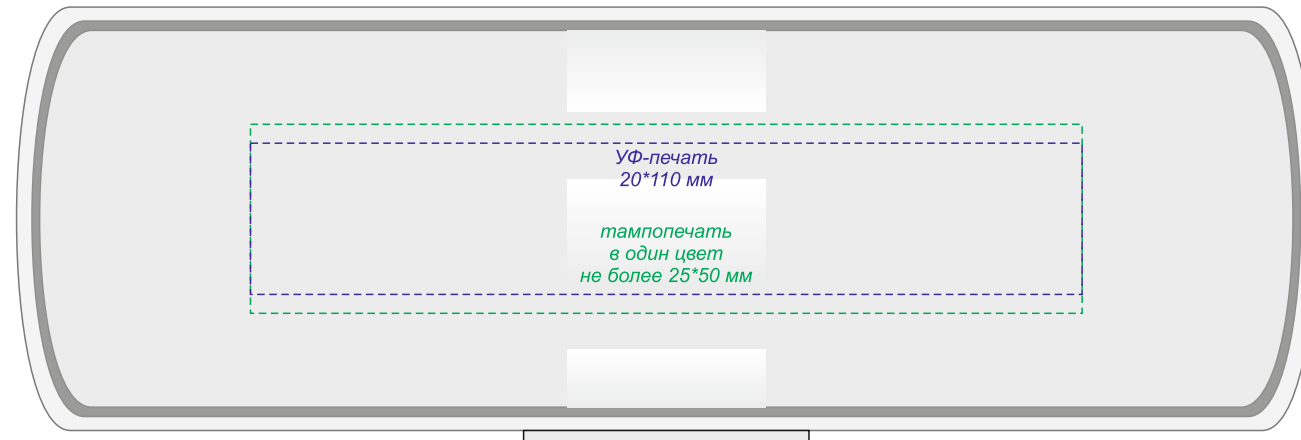 УФ-печать
20*110 мм
тампопечать
в один цвет
не более 25*50 мм